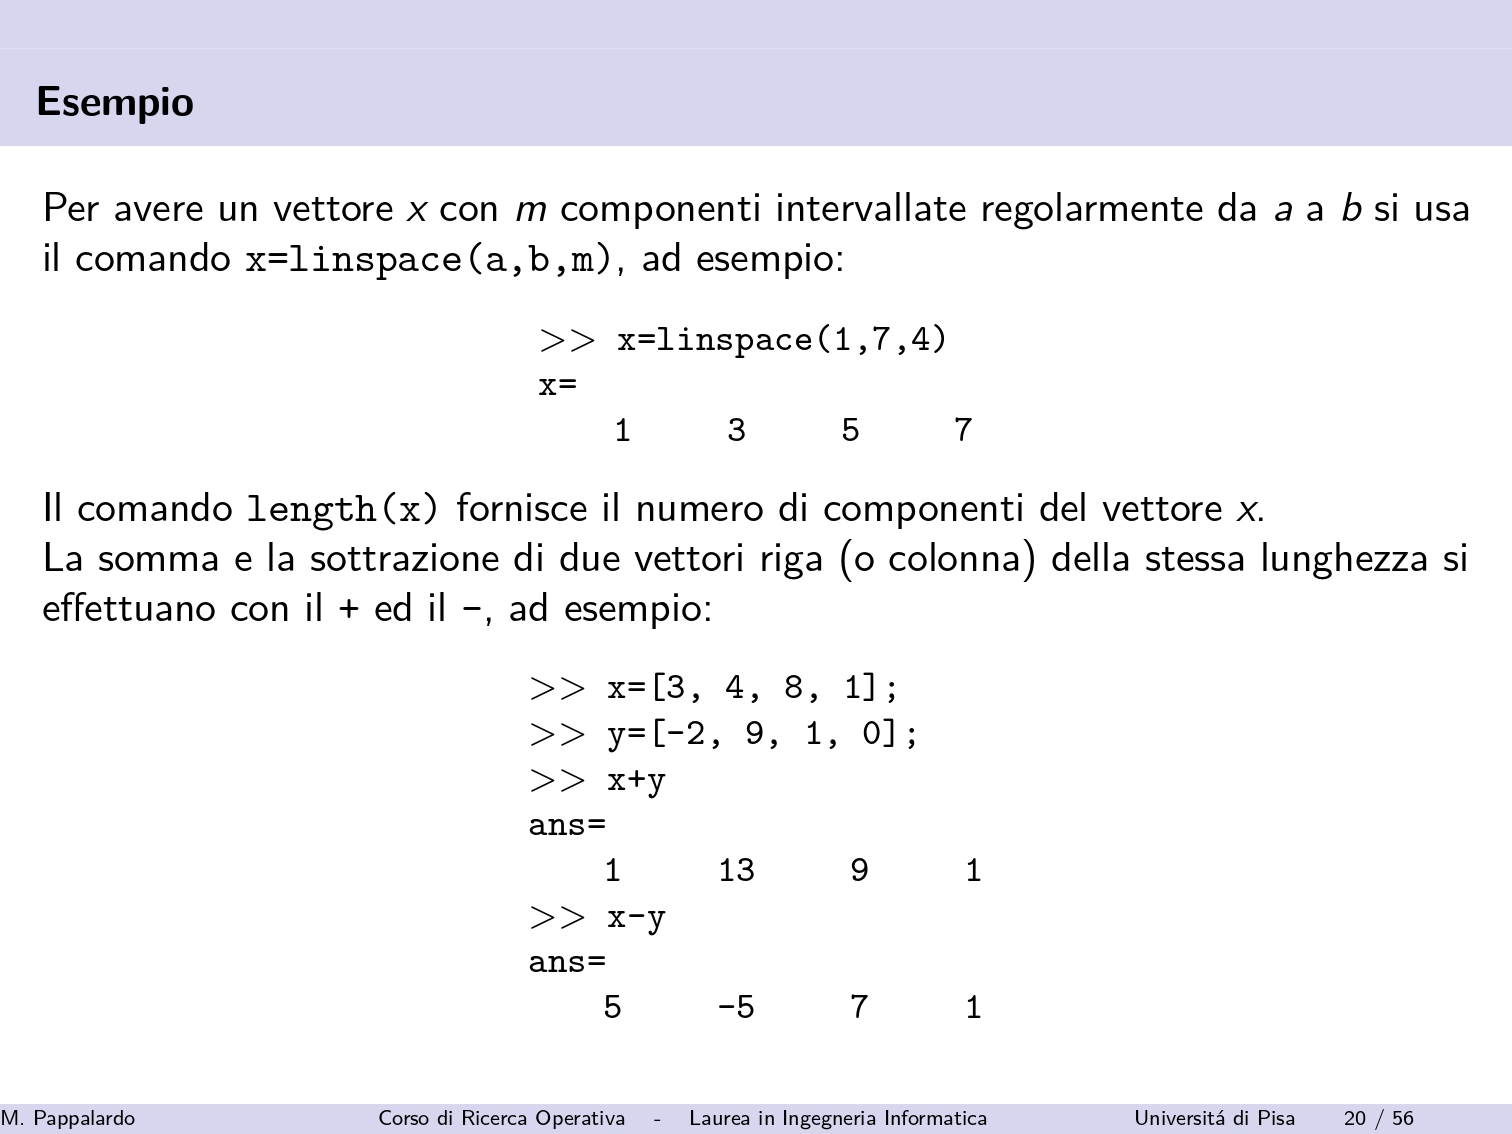 Esempio
Per avere un vettore x con m componenti intervallate regolarmente da a a b si usa
il comando x=linspace(a,b,m), ad esempio:
>> x=linspace(1,7,4)
x=
1 3 5 7
Il comando length(x) fornisce il numero di componenti del vettore x.
La somma e la sottrazione di due vettori riga (o colonna) della stessa lunghezza si
effettuano con il + ed il -, ad esempio:
>> x=[3, 4, 8, 1];
>> y=[-2, 9, 1, 0];
>> x+y
ans=
1 13 9 1
>> x-y
ans=
5 -5 7 1
M. Pappalardo Corso di Ricerca Operativa - Laurea in Ingegneria Informatica Universitá di Pisa 20 / 56